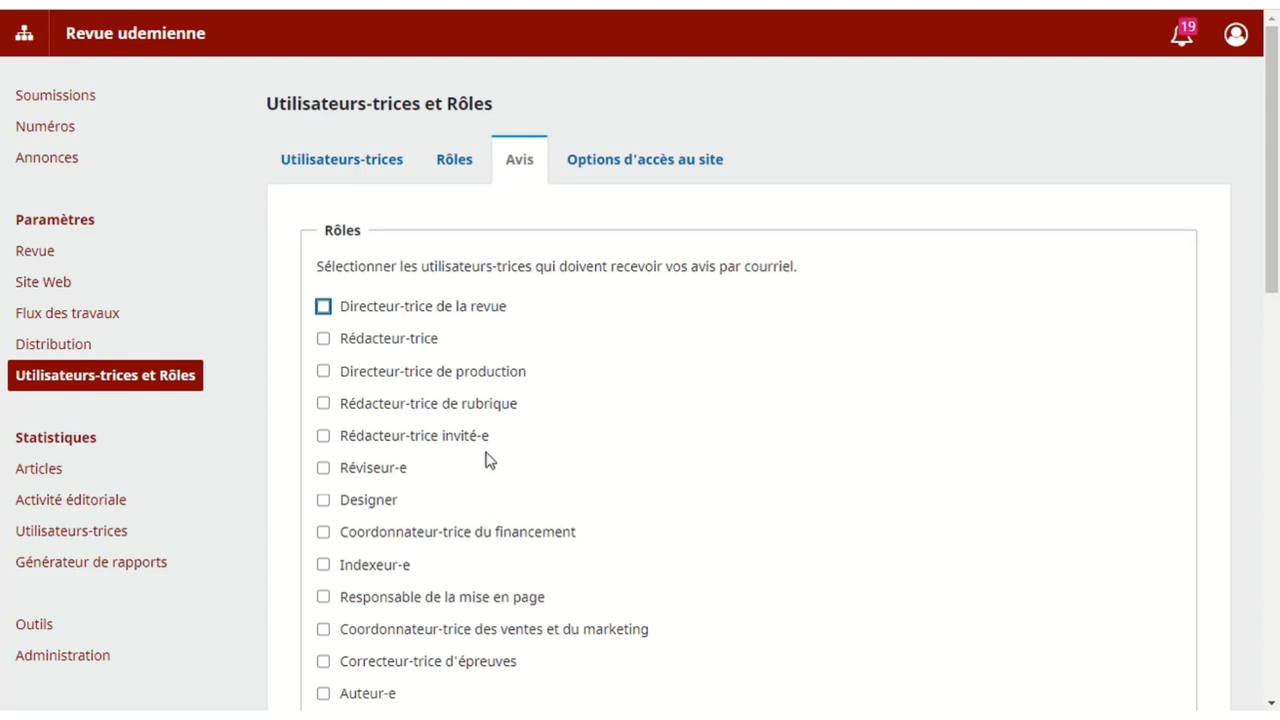 Revue udemienne
19
Soumissions
Numéros
Annonces
Paramètres
Revue
Site Web
Flux des travaux
Distribution
Utilisateurs-trices et Rôles
Statistiques
Articles
Activité éditoriale
Utilisateurs-trices
Générateur de rapports
Outils
Administration
Utilisateurs-trices et Rôles
Utilisateurs-trices Rôles Avis Options d'accès au site
Rôles
Sélectionner les utilisateurs-trices qui doivent recevoir vos avis par courriel.
Directeur-trice de la revue
Rédacteur-trice
Directeur-trice de production
Rédacteur-trice de rubrique
Rédacteur-trice invité-e
Réviseur-e
Designer
Coordonnateur-trice du financement
Indexeur-e
Responsable de la mise en page
Coordonnateur-trice des ventes et du marketing
Correcteur-trice d'épreuves
Auteur-e